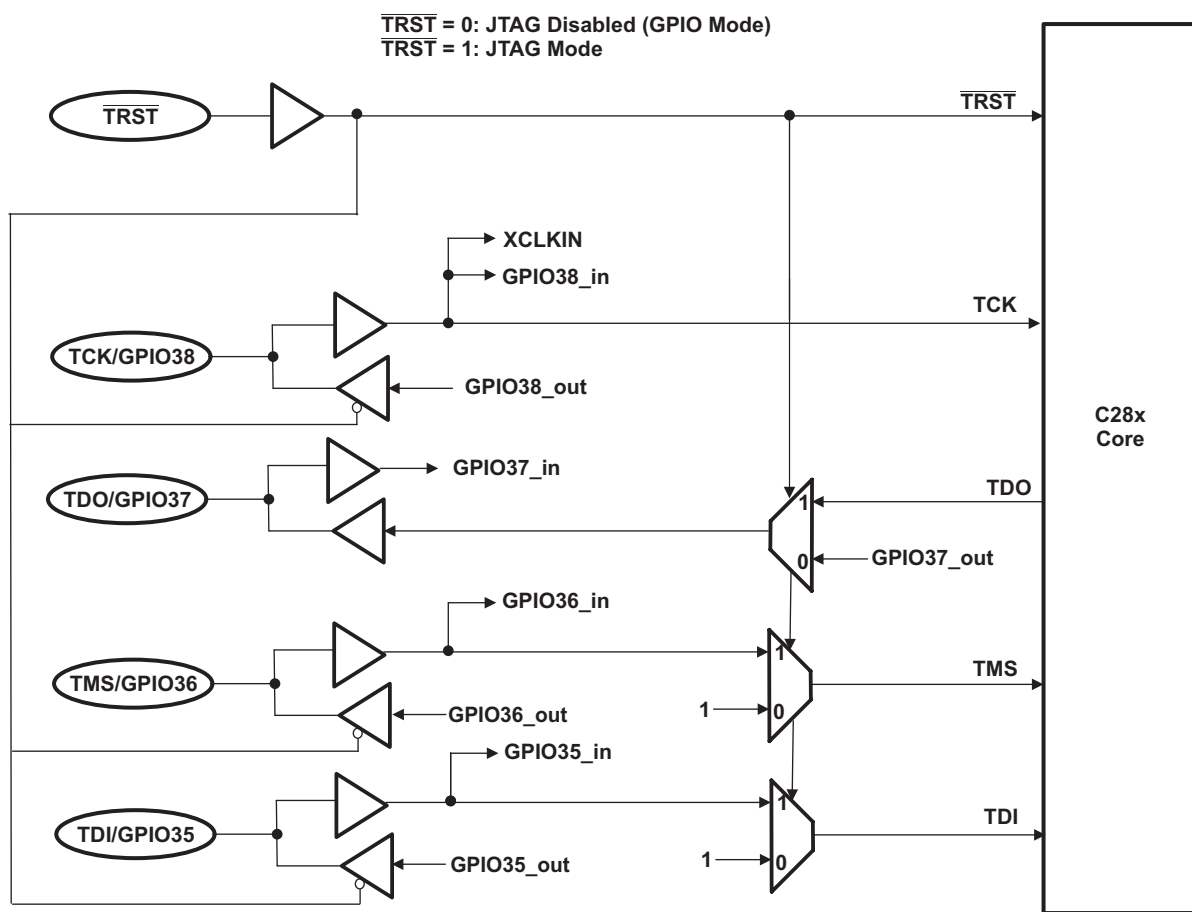 TRST = 0: JTAG Disabled (GPIO Mode)
TRST = 1: JTAG Mode
TRST
TRST
XCLKIN
GPIO38_in
TCK
TCK/GPIO38
GPIO38_out
C28x
Core
GPIO37_in
TDO/GPIO37
1
TDO
0
GPIO37_out
GPIO36_in
1
TMS/GPIO36
TMS
GPIO36_out
1
0
GPIO35_in
1
TDI/GPIO35
TDI
GPIO35_out
1
0